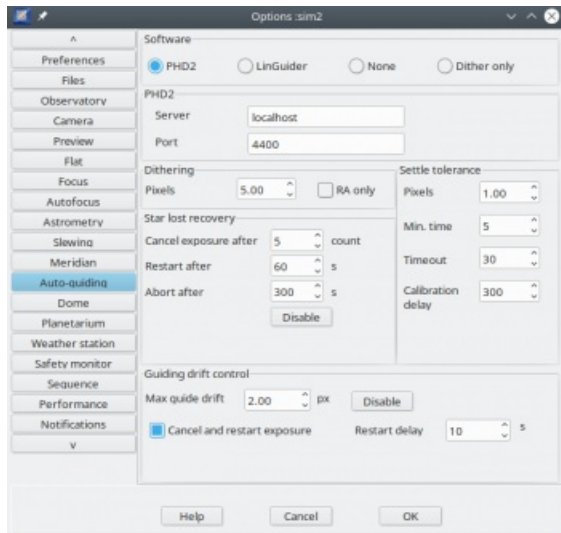 Options :sim2
^
Preferences
Files
Observatory
Camera
Preview
Flat
Focus
Autofocus
Astrometry
Slewing
Meridian
Auto-guiding
Dome
Planetarium
Weather station
Safety monitor
Sequence
Performance
Notifications
v
Software
PHD2 LinGuider None Dither only
PHD2
Server localhost
Port 4400
Dithering
Pixels 5.00 RA only
Star lost recovery
Cancel exposure after 5 count
Restart after 60 s
Abort after 300 s
Disable
Settle tolerance
Pixels 1.00
Min. time 5
Timeout 30
Calibration delay 300
Guiding drift control
Max guide drift 2.00 px Disable
Cancel and restart exposure Restart delay 10 s
Help Cancel OK